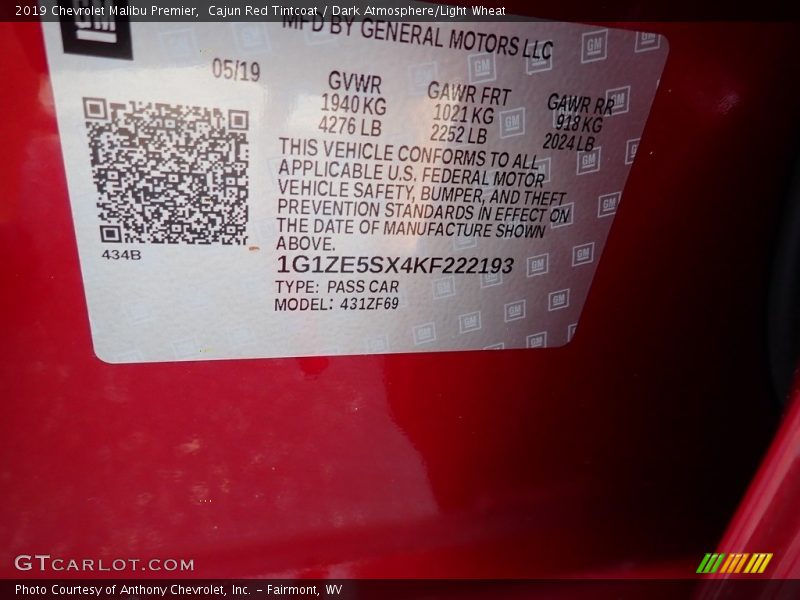 2019 Chevrolet Malibu Premier,  Cajun Red Tintcoat / Dark Atmosphere/Light Wheat
GM
MFD BY GENERAL MOTORS LLC
05/19
GVWR
1940 KG
4276 LB
GAWR FRT
1021 KG
2252 LB
GAWR RR
918 KG
2024 LB
THIS VEHICLE CONFORMS TO ALL
APPLICABLE U.S. FEDERAL MOTOR
VEHICLE SAFETY, BUMPER, AND THEFT
PREVENTION STANDARDS IN EFFECT ON
THE DATE OF MANUFACTURE SHOWN
ABOVE.
434B
1G1ZE5SX4KF222193
TYPE: PASS CAR
MODEL: 431ZF69
GTCARLOT.COM
Photo Courtesy of Anthony Chevrolet, Inc. – Fairmont, WV